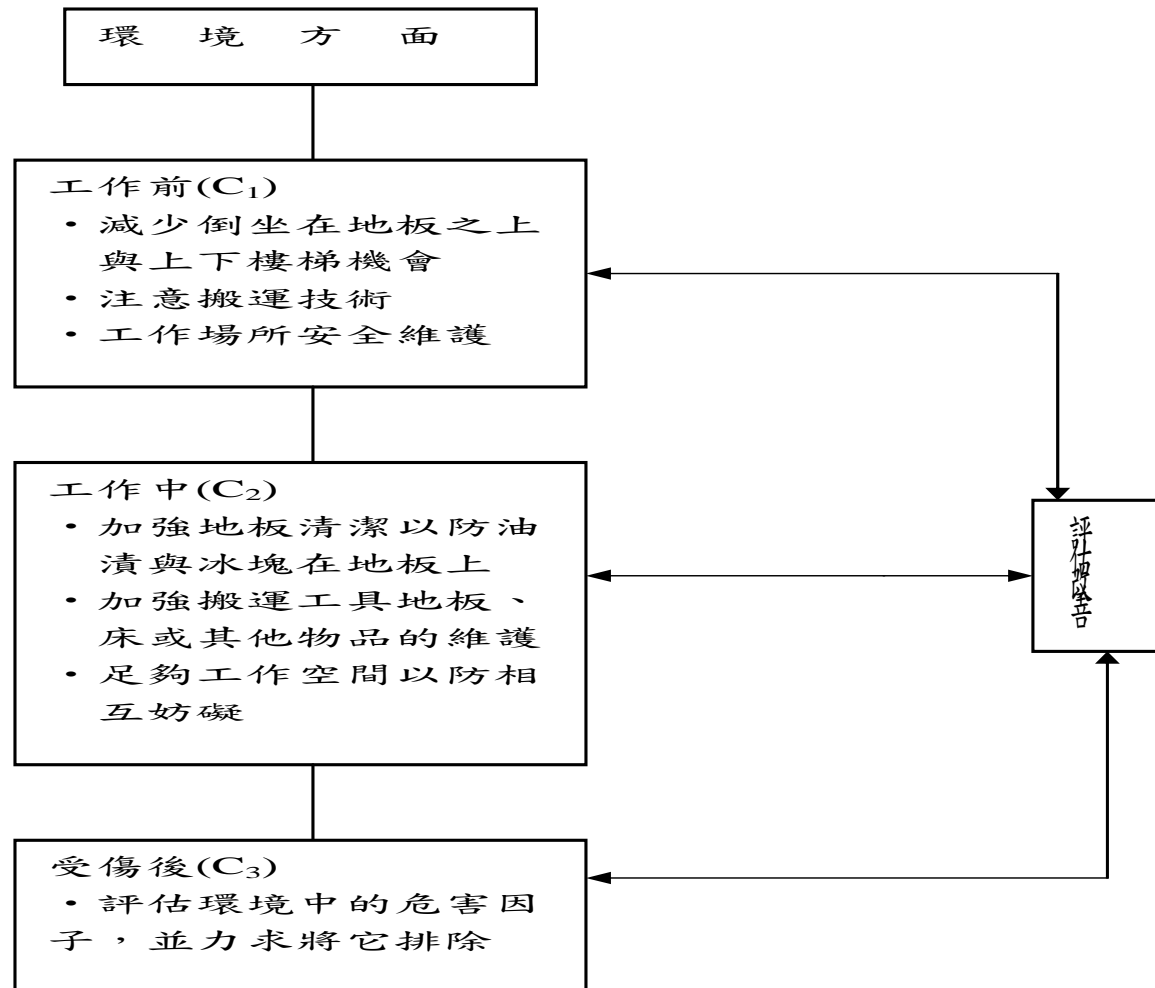 環 境 方 面
工作前(C₁)
・減少倒坐在地板之上
與上下樓梯機會
・注意搬運技術
・工作場所安全維護
工作中(C₂)
・加強地板清潔以防油
漬與冰塊在地板上
・加強搬運工具地板、
床或其他物品的維護
・足夠工作空間以防相
互妨礙
受傷後(C₃)
・評估環境中的危害因
子，並力求將它排除